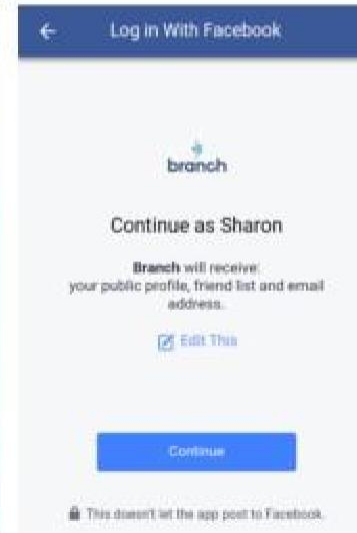 Log in With Facebook
branch
Continue as Sharon
Branch will receive:
your public profile, friend list and email
address.
Edit This
Continue
This doesn't let the app post to Facebook.